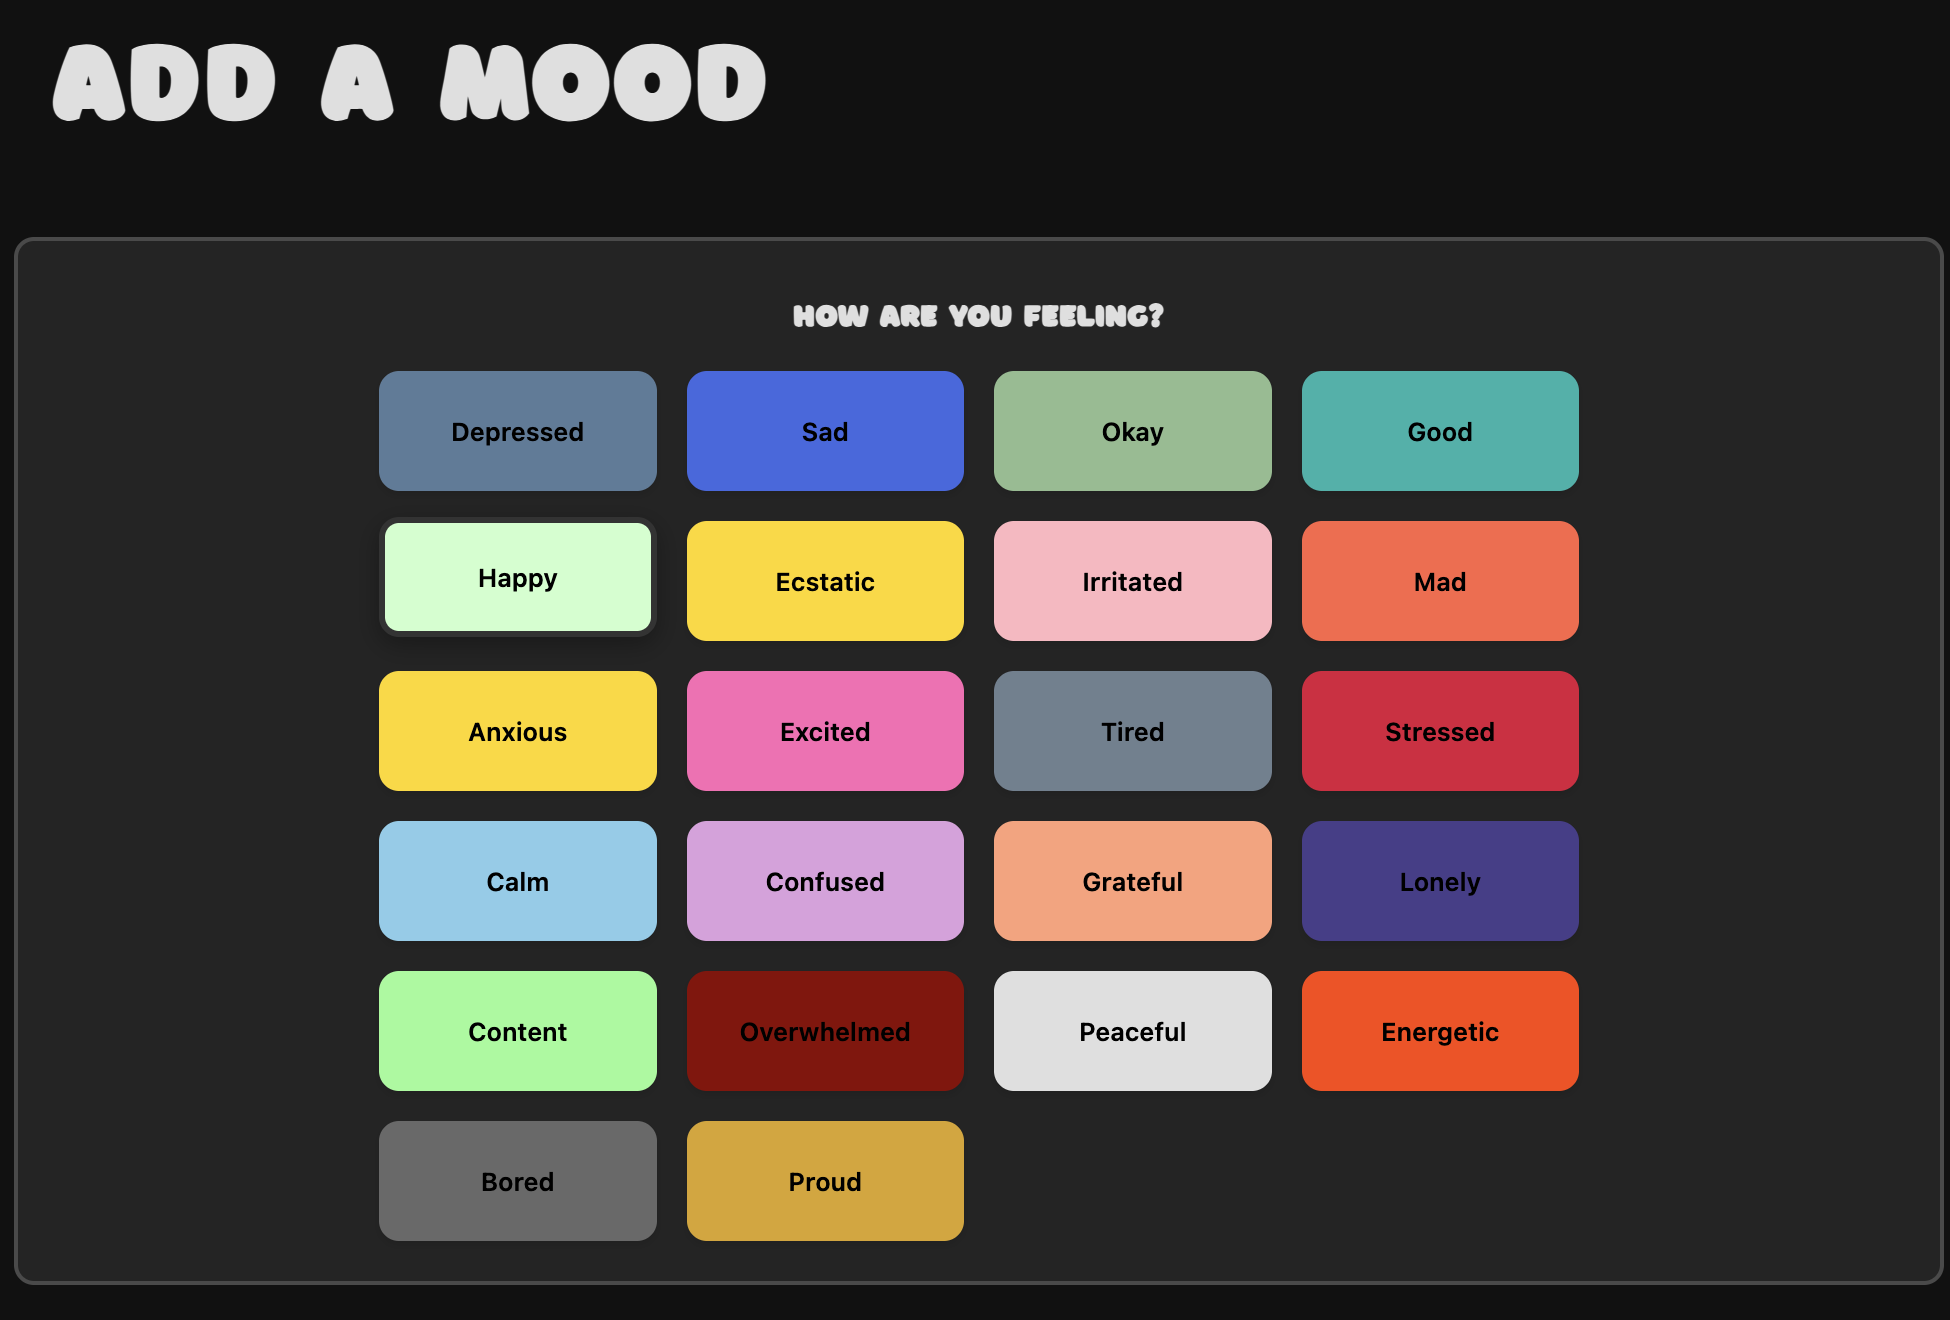 ADD A MOOD
HOW ARE YOU FEELING?
Depressed Sad Okay Good
Happy Ecstatic Irritated Mad
Anxious Excited Tired Stressed
Calm Confused Grateful Lonely
Content Overwhelmed Peaceful Energetic
Bored Proud